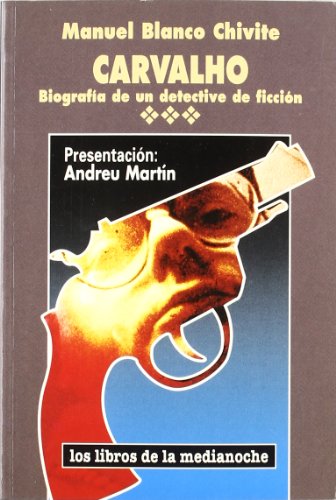 Manuel Blanco Chivite
CARVALHO
Biografía de un detective de ficción
Presentación:
Andreu Martín
los libros de la medianoche